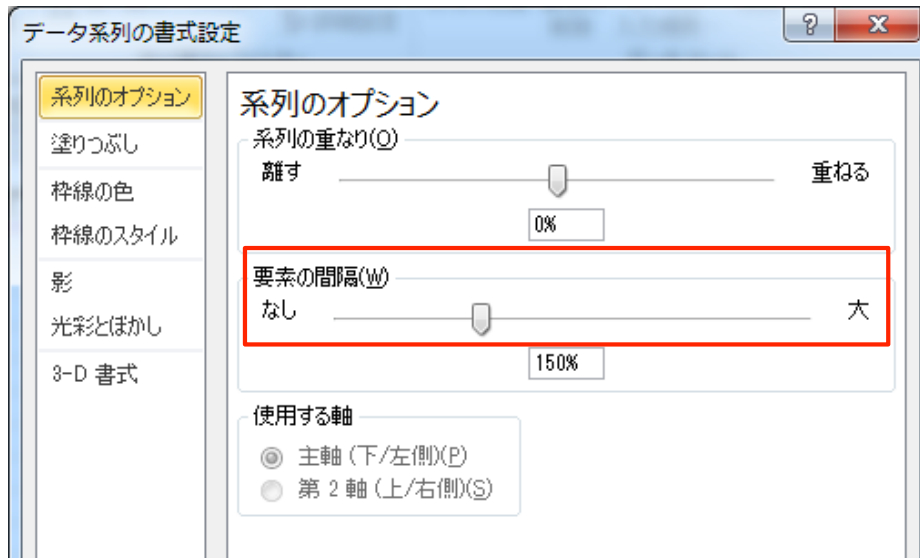 データ系列の書式設定
系列のオプション
塗りつぶし
枠線の色
枠線のスタイル
影
光彩とぼかし
3-D 書式
系列のオプション
系列の重なり(O)
離す 重ねる
0%
要素の間隔(W)
なし 大
150%
使用する軸
主軸 (下/左側)(P)
第 2 軸 (上/右側)(S)